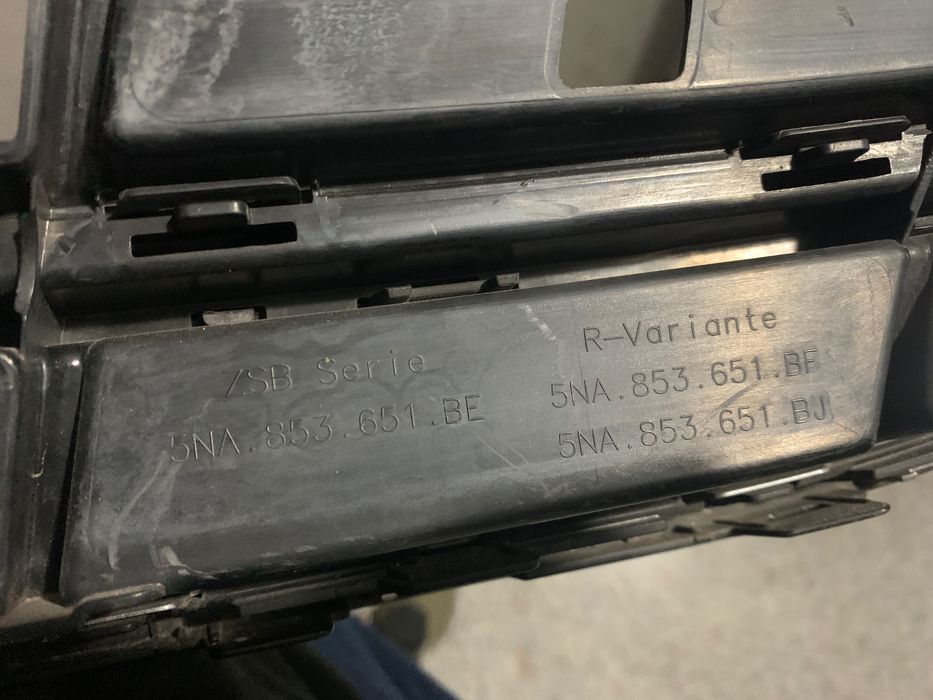 ZSB Serie
5NA.853.651.BE
R-Variante
5NA.853.651.BF
5NA.853.651.BJ